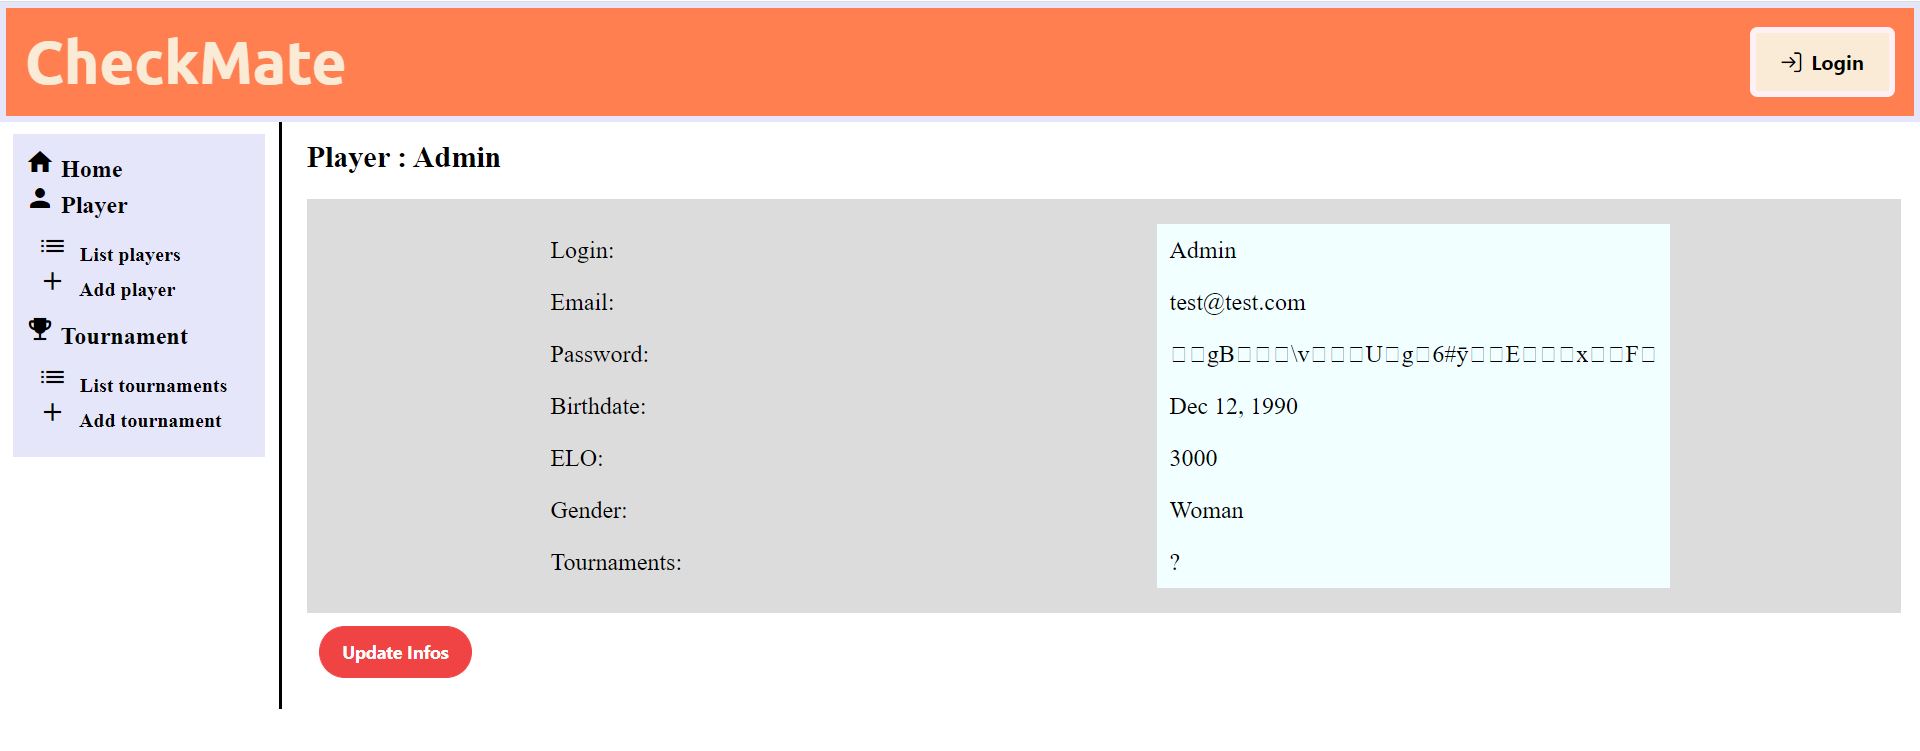 CheckMate
Login
Home
Player
List players
Add player
Tournament
List tournaments
Add tournament
Player : Admin
Login: Admin
Email: test@test.com
Password: □□gB□□□\v□□□U□g□6#ȳ□□E□□□x□□F□
Birthdate: Dec 12, 1990
ELO: 3000
Gender: Woman
Tournaments: ?
Update Infos